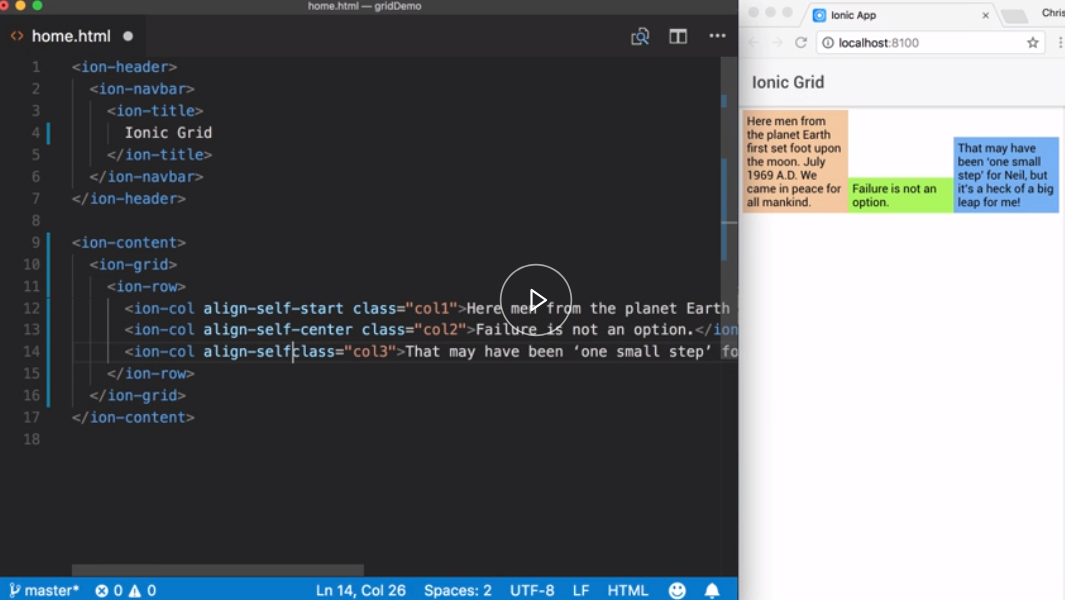 home.html — gridDemo
home.html
1 <ion-header>
2 <ion-navbar>
3 <ion-title>
4 Ionic Grid
5 </ion-title>
6 </ion-navbar>
7 </ion-header>
8
9 <ion-content>
10 <ion-grid>
11 <ion-row>
12 <ion-col align-self-start class="col1">Here men from the planet Earth
13 <ion-col align-self-center class="col2">Failure is not an option.</ion
14 <ion-col align-selfclass="col3">That may have been ‘one small step’ fo
15 </ion-row>
16 </ion-grid>
17 </ion-content>
18
master* 0 0 Ln 14, Col 26 Spaces: 2 UTF-8 LF HTML
Ionic App
Chris
localhost:8100
Ionic Grid
Here men from
the planet Earth
first set foot upon
the moon. July
1969 A.D. We
came in peace for
all mankind.
Failure is not an
option.
That may have
been ‘one small
step’ for Neil, but
it’s a heck of a big
leap for me!